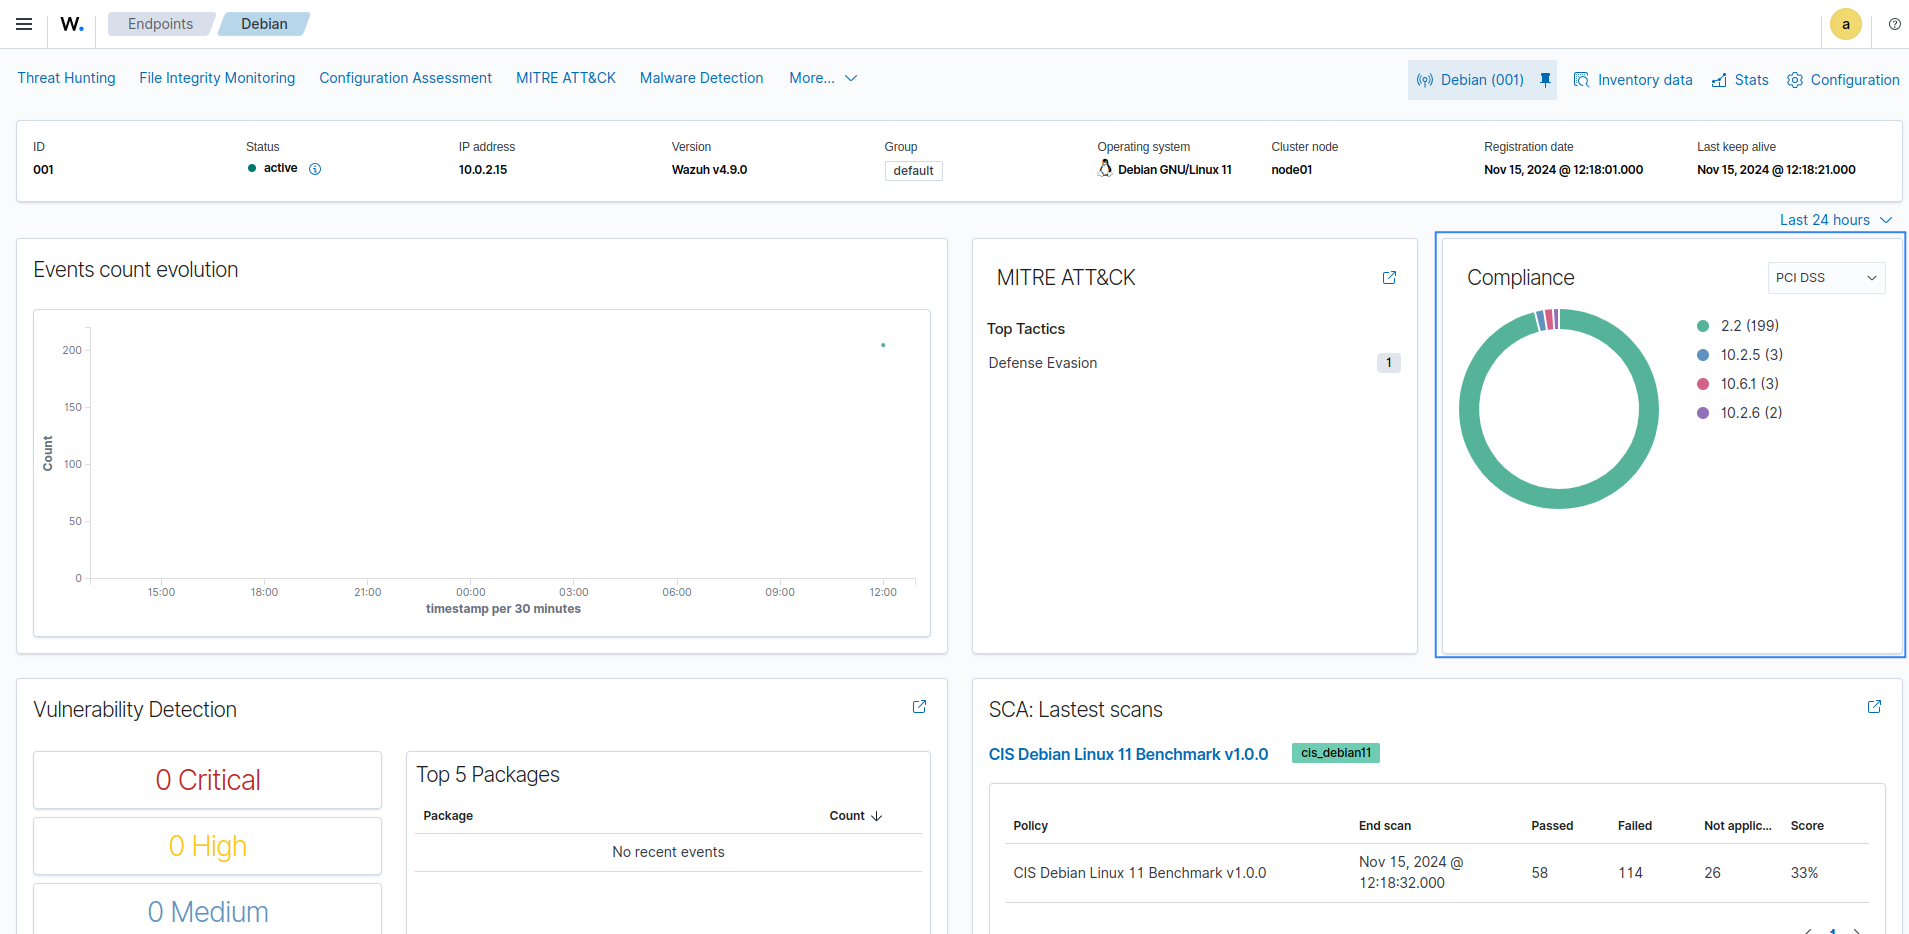 W.
Endpoints
Debian
a
Threat Hunting
File Integrity Monitoring
Configuration Assessment
MITRE ATT&CK
Malware Detection
More...
Debian (001)
Inventory data
Stats
Configuration
ID
Status
IP address
Version
Group
Operating system
Cluster node
Registration date
Last keep alive
001
active
10.0.2.15
Wazuh v4.9.0
default
Debian GNU/Linux 11
node01
Nov 15, 2024 @ 12:18:01.000
Nov 15, 2024 @ 12:18:21.000
Last 24 hours
Events count evolution
200
150
100
50
0
Count
15:00
18:00
21:00
00:00
03:00
06:00
09:00
12:00
timestamp per 30 minutes
MITRE ATT&CK
Top Tactics
Defense Evasion
1
Compliance
PCI DSS
2.2 (199)
10.2.5 (3)
10.6.1 (3)
10.2.6 (2)
Vulnerability Detection
0 Critical
0 High
0 Medium
Top 5 Packages
Package
Count
No recent events
SCA: Lastest scans
CIS Debian Linux 11 Benchmark v1.0.0
cis_debian11
Policy
End scan
Passed
Failed
Not applic...
Score
CIS Debian Linux 11 Benchmark v1.0.0
Nov 15, 2024 @
12:18:32.000
58
114
26
33%
1